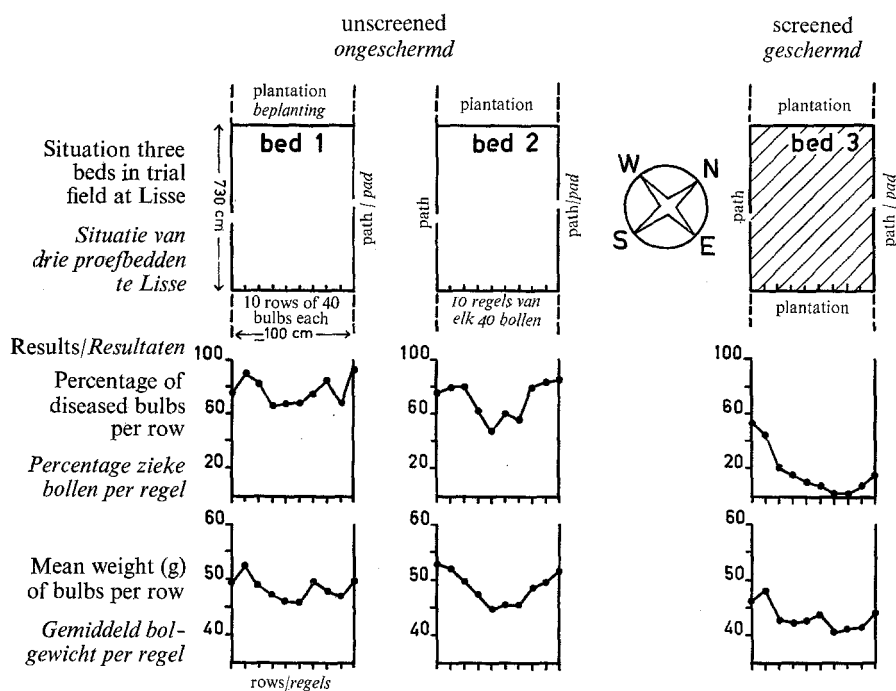 unscreened
ongeschermd
screened
geschermd
plantation
beplanting
plantation
plantation
bed 1
bed 2
bed 3
Situation three
beds in trial
field at Lisse
Situatie van
drie proefbedden
te Lisse
730 cm
path / pad
path
path/pad
W N
S E
path
path / pad
10 rows of 40
bulbs each
=100 cm
10 regels van
elk 40 bollen
plantation
Results/Resultaten
Percentage of
diseased bulbs
per row
Percentage zieke
bollen per regel
100
60
20
100
60
20
100
60
20
Mean weight (g)
of bulbs per row
Gemiddeld bol-
gewicht per regel
60
50
40
60
50
40
60
50
40
rows/regels